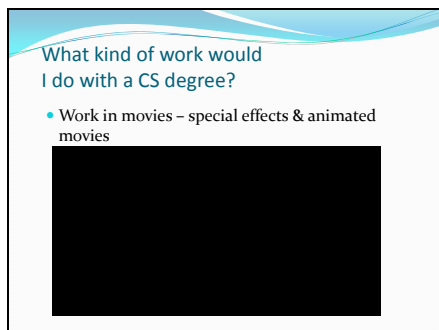 What kind of work would
I do with a CS degree?
• Work in movies – special effects & animated
movies